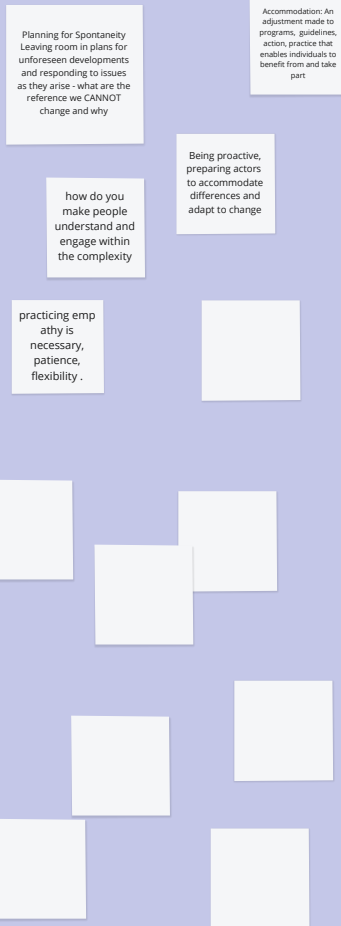 Planning for Spontaneity
Leaving room in plans for
unforeseen developments
and responding to issues
as they arise - what are the
reference we CANNOT
change and why
Accommodation: An
adjustment made to
programs,  guidelines,
action, practice that
enables individuals to
benefit from and take
part
Being proactive,
preparing actors
to accommodate
differences and
adapt to change
how do you
make people
understand and
engage within
the complexity
practicing emp
athy is
necessary,
patience,
flexibility .